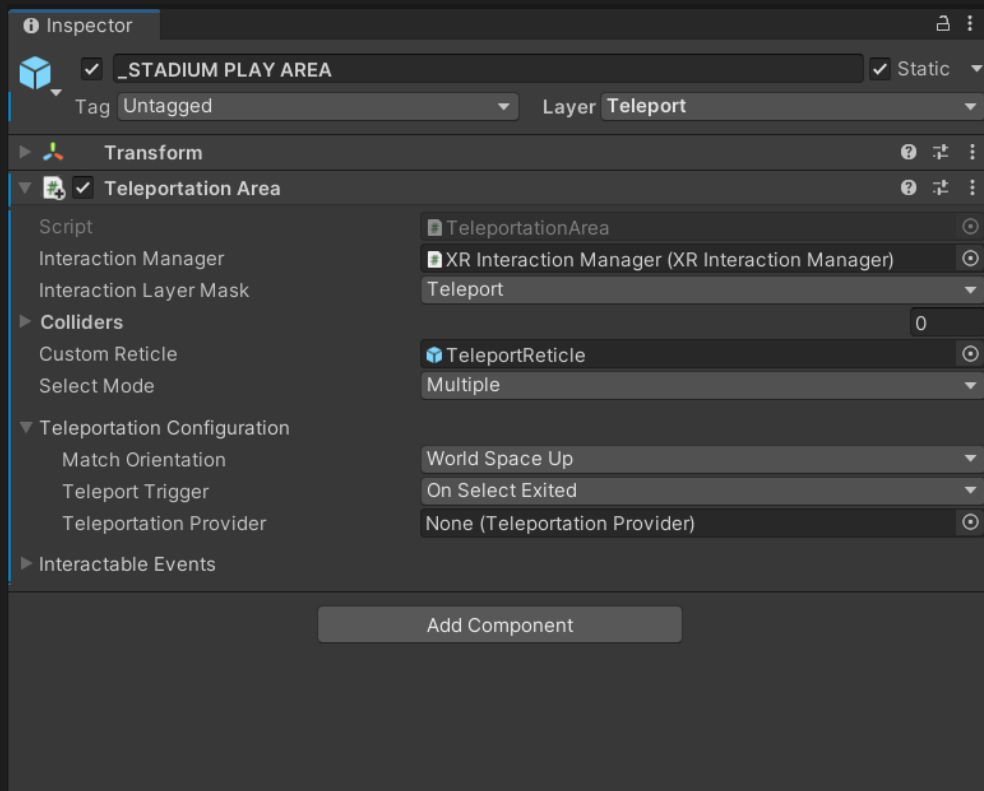 Inspector
_STADIUM PLAY AREA Static
Tag Untagged Layer Teleport
Transform
Teleportation Area
Script TeleportationArea
Interaction Manager XR Interaction Manager (XR Interaction Manager)
Interaction Layer Mask Teleport
Colliders 0
Custom Reticle TeleportReticle
Select Mode Multiple
Teleportation Configuration
Match Orientation World Space Up
Teleport Trigger On Select Exited
Teleportation Provider None (Teleportation Provider)
Interactable Events
Add Component